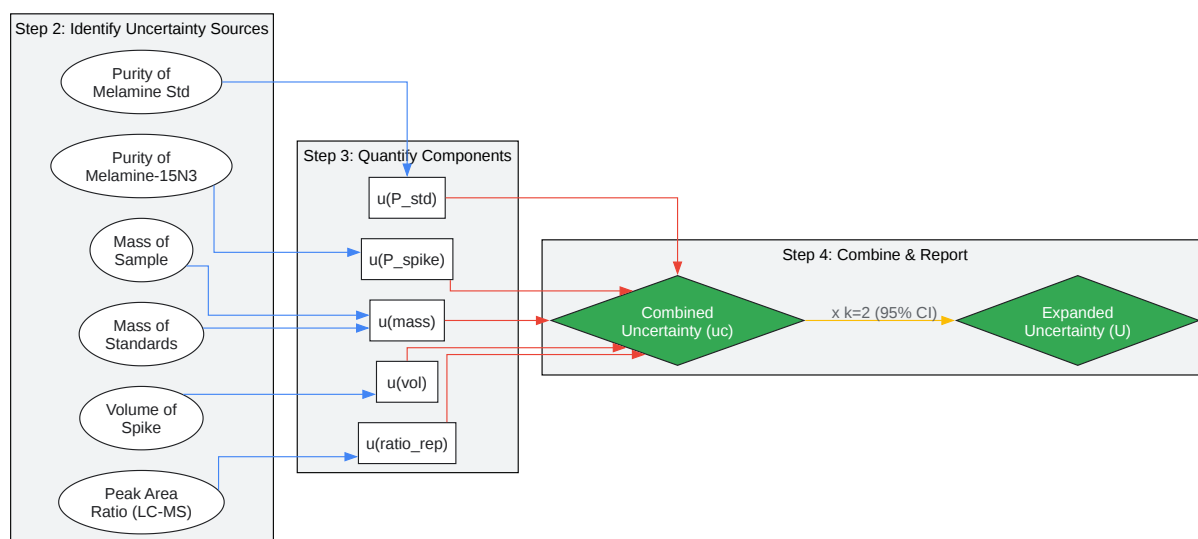 Step 2: Identify Uncertainty Sources
Purity of
Melamine Std
Purity of
Melamine-15N3
Mass of
Sample
Mass of
Standards
Volume of
Spike
Peak Area
Ratio (LC-MS)
Step 3: Quantify Components
u(P_std)
u(P_spike)
u(mass)
u(vol)
u(ratio_rep)
Step 4: Combine & Report
Combined
Uncertainty (uc)
x k=2 (95% CI)
Expanded
Uncertainty (U)